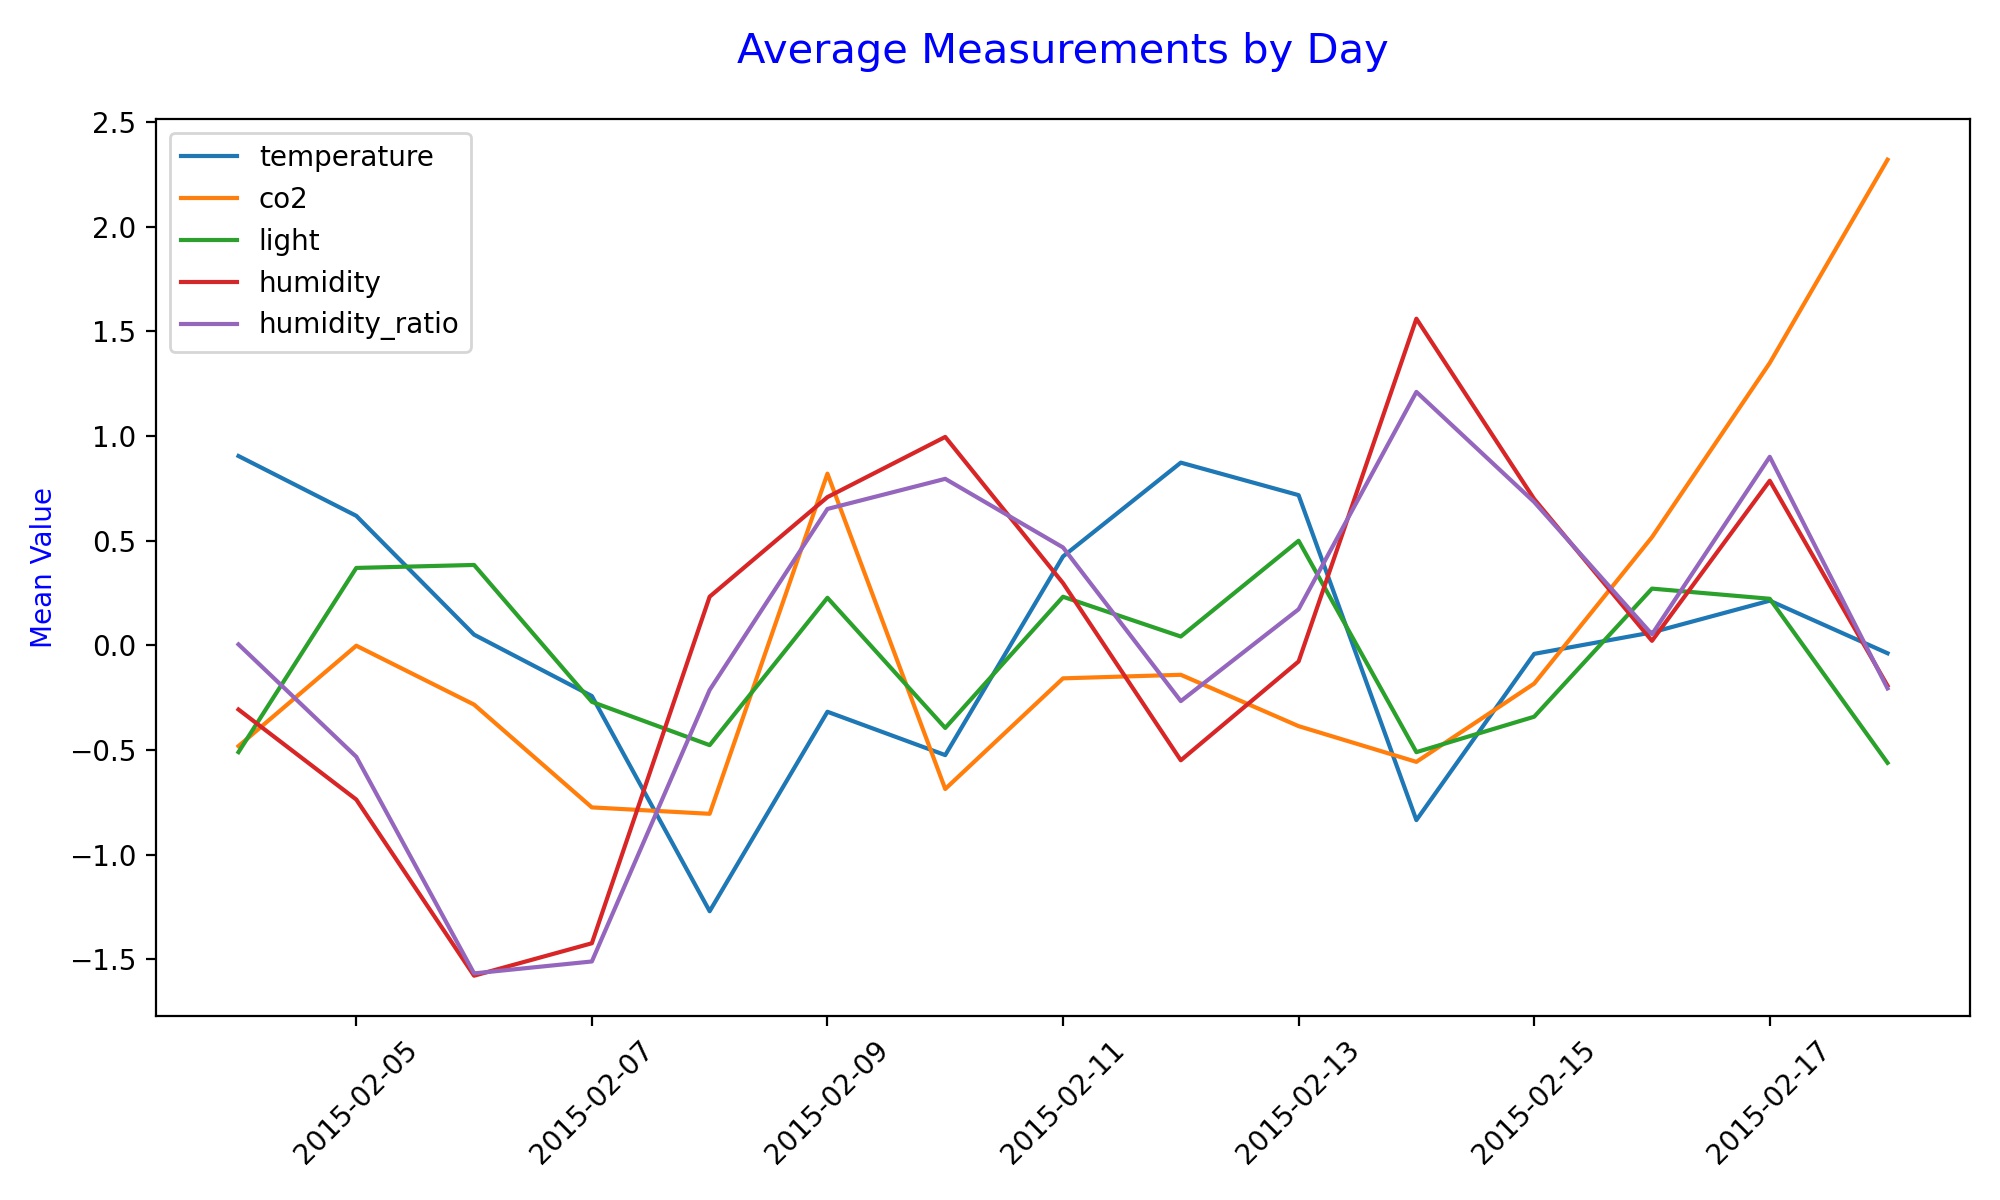 Average Measurements by Day
2.5
2.0
1.5
1.0
0.5
0.0
−0.5
−1.0
−1.5
Mean Value
temperature
co2
light
humidity
humidity_ratio
2015-02-05
2015-02-07
2015-02-09
2015-02-11
2015-02-13
2015-02-15
2015-02-17